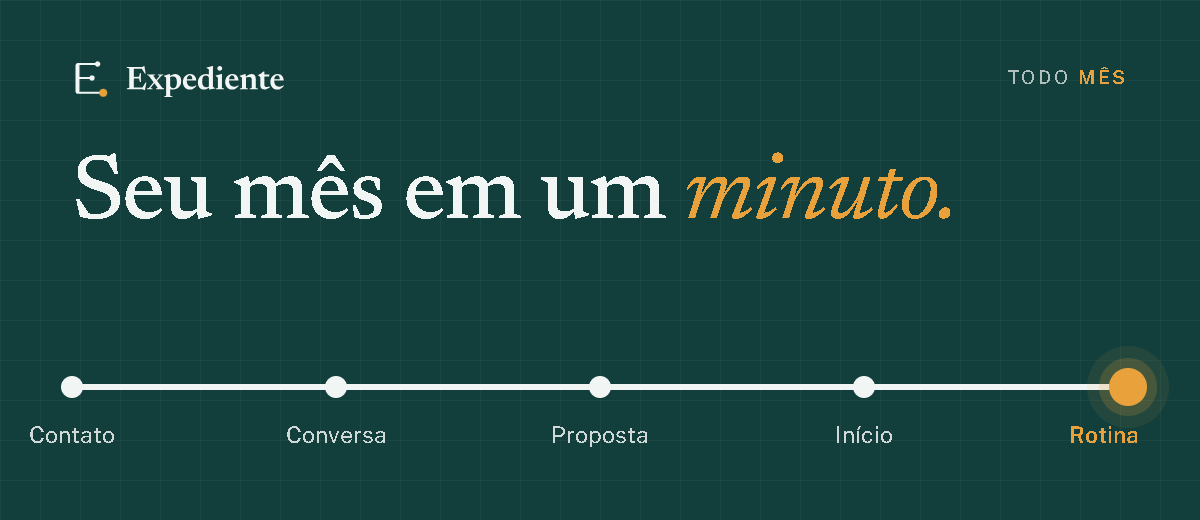 Expediente
TODO MÊS
Seu mês em um minuto.
Contato
Conversa
Proposta
Início
Rotina